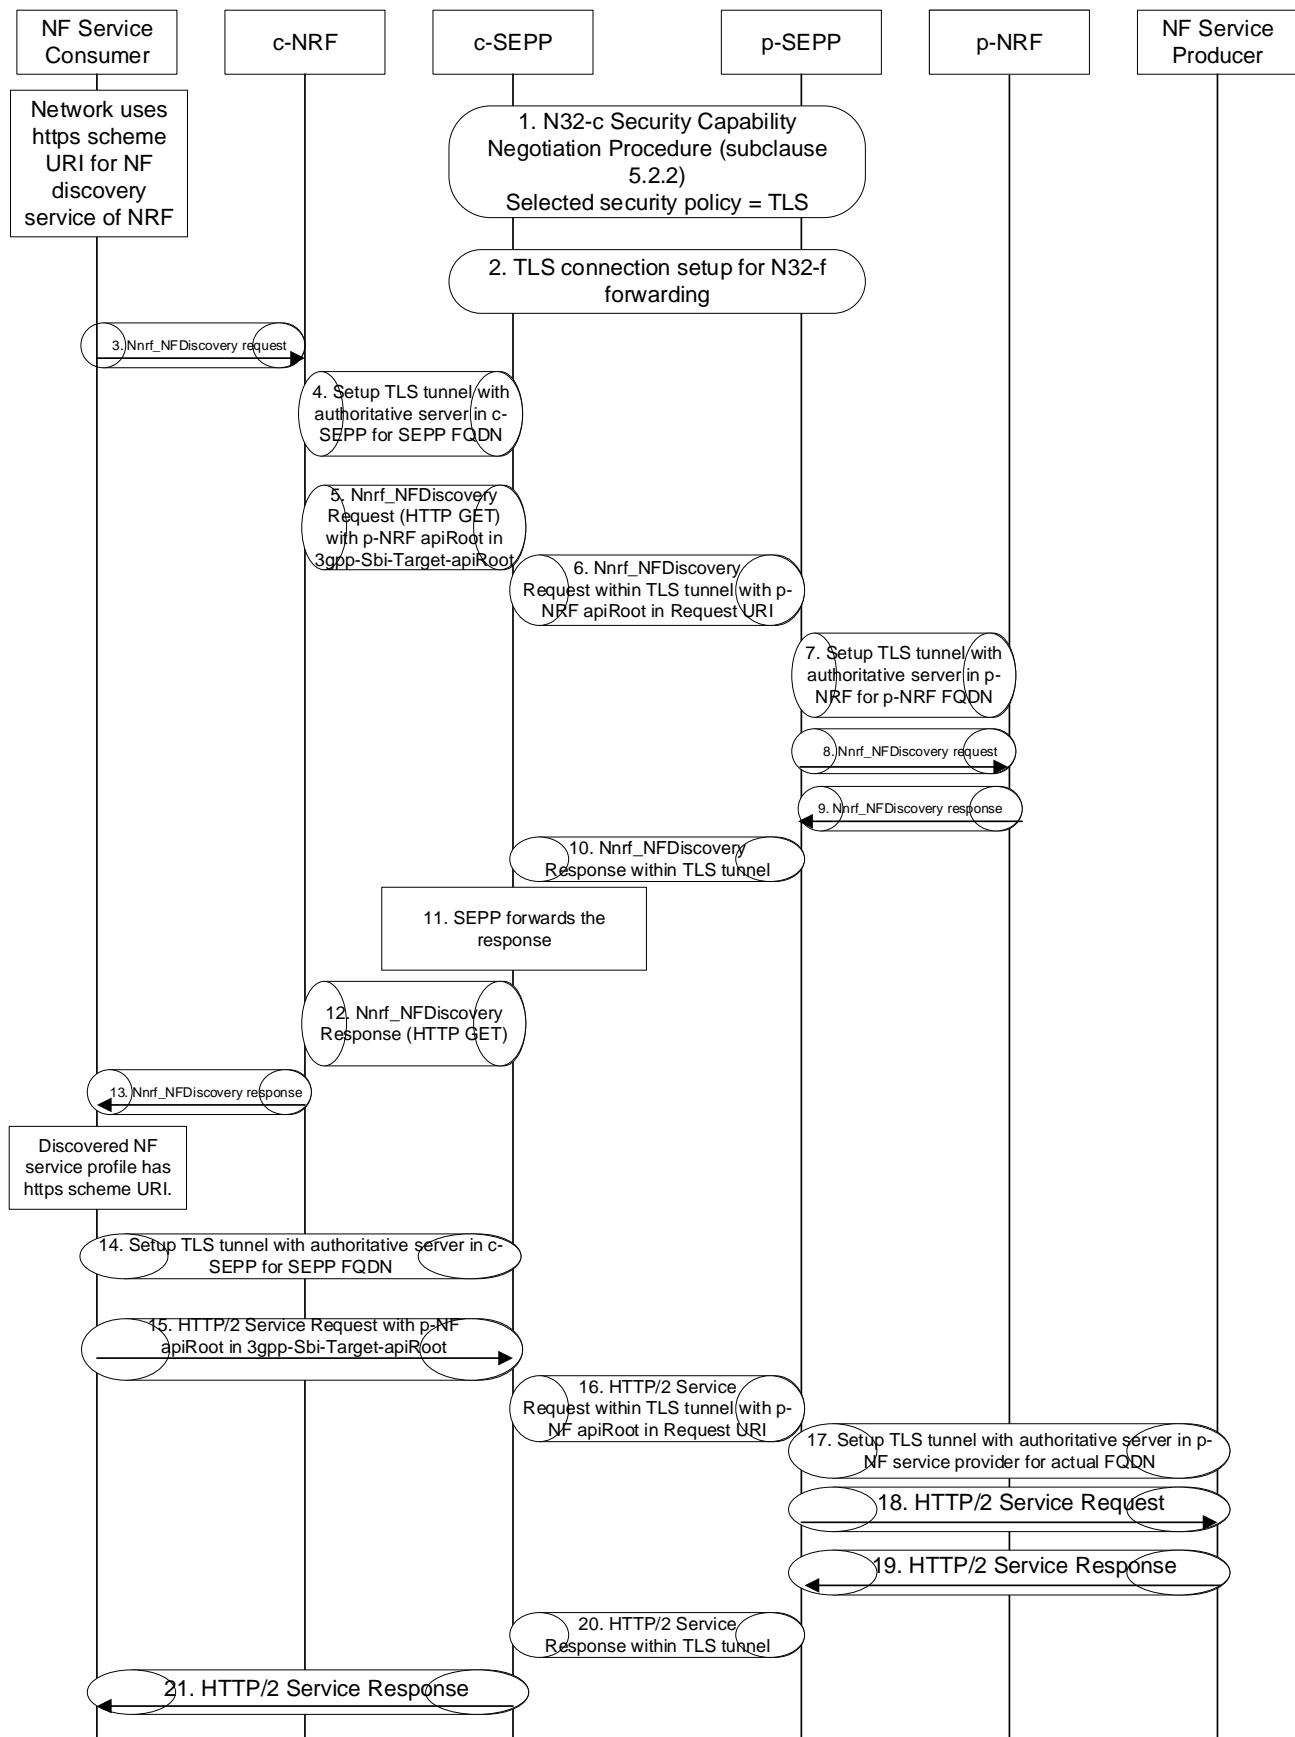 NF Service
Consumer
c-NRF
c-SEPP
p-SEPP
p-NRF
NF Service
Producer
Network uses
https scheme
URI for NF
discovery
service of NRF
1. N32-c Security Capability
Negotiation Procedure (subclause
5.2.2)
Selected security policy = TLS
2. TLS connection setup for N32-f
forwarding
3. Nnrf_NFDiscovery request
4. Setup TLS tunnel with
authoritative server in c-
SEPP for SEPP FQDN
5. Nnrf_NFDiscovery
Request (HTTP GET)
with p-NRF apiRoot in
3gpp-Sbi-Target-apiRoot
6. Nnrf_NFDiscovery
Request within TLS tunnel with p-
NRF apiRoot in Request URI
7. Setup TLS tunnel with
authoritative server in p-
NRF for p-NRF FQDN
8. Nnrf_NFDiscovery request
9. Nnrf_NFDiscovery response
10. Nnrf_NFDiscovery
Response within TLS tunnel
11. SEPP forwards the
response
12. Nnrf_NFDiscovery
Response (HTTP GET)
13. Nnrf_NFDiscovery response
Discovered NF
service profile has
https scheme URI.
14. Setup TLS tunnel with authoritative server in c-
SEPP for SEPP FQDN
15. HTTP/2 Service Request with p-NF
apiRoot in 3gpp-Sbi-Target-apiRoot
16. HTTP/2 Service
Request within TLS tunnel with p-
NF apiRoot in Request URI
17. Setup TLS tunnel with authoritative server in p-
NF service provider for actual FQDN
18. HTTP/2 Service Request
19. HTTP/2 Service Response
20. HTTP/2 Service
Response within TLS tunnel
21. HTTP/2 Service Response